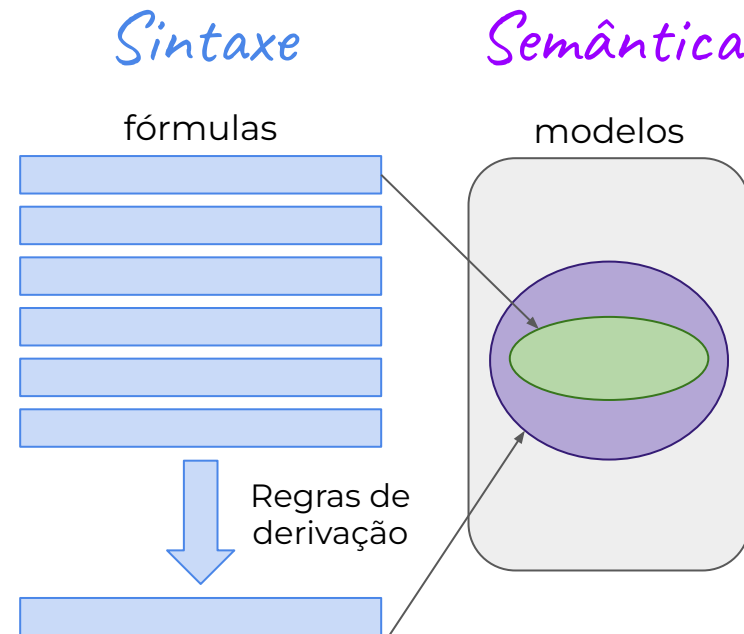 Sintaxe
Semântica
fórmulas
modelos
Regras de
derivação